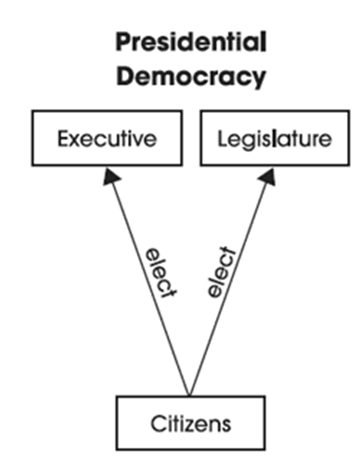 Presidential
Democracy
Executive
Legislature
elect
elect
Citizens